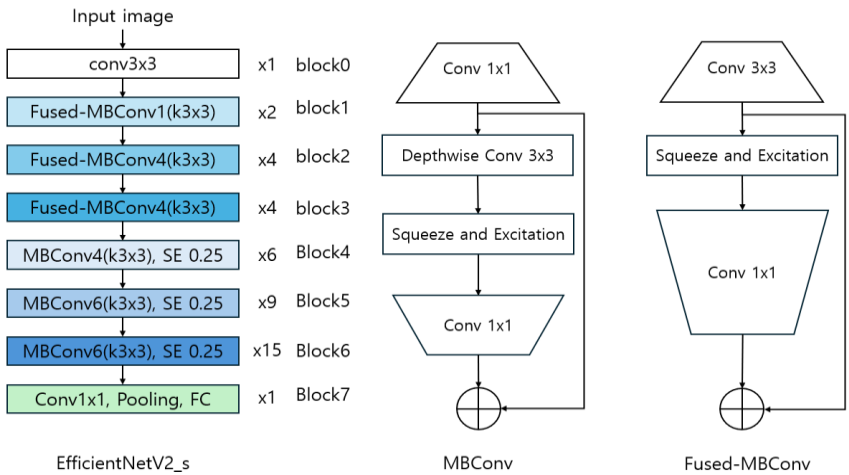 Input image
conv3x3 x1 block0
Fused-MBConv1(k3x3) x2 block1
Fused-MBConv4(k3x3) x4 block2
Fused-MBConv4(k3x3) x4 block3
MBConv4(k3x3), SE 0.25 x6 Block4
MBConv6(k3x3), SE 0.25 x9 Block5
MBConv6(k3x3), SE 0.25 x15 Block6
Conv1x1, Pooling, FC x1 Block7
EfficientNetV2_s
Conv 1x1
Depthwise Conv 3x3
Squeeze and Excitation
Conv 1x1
MBConv
Conv 3x3
Squeeze and Excitation
Conv 1x1
Fused-MBConv